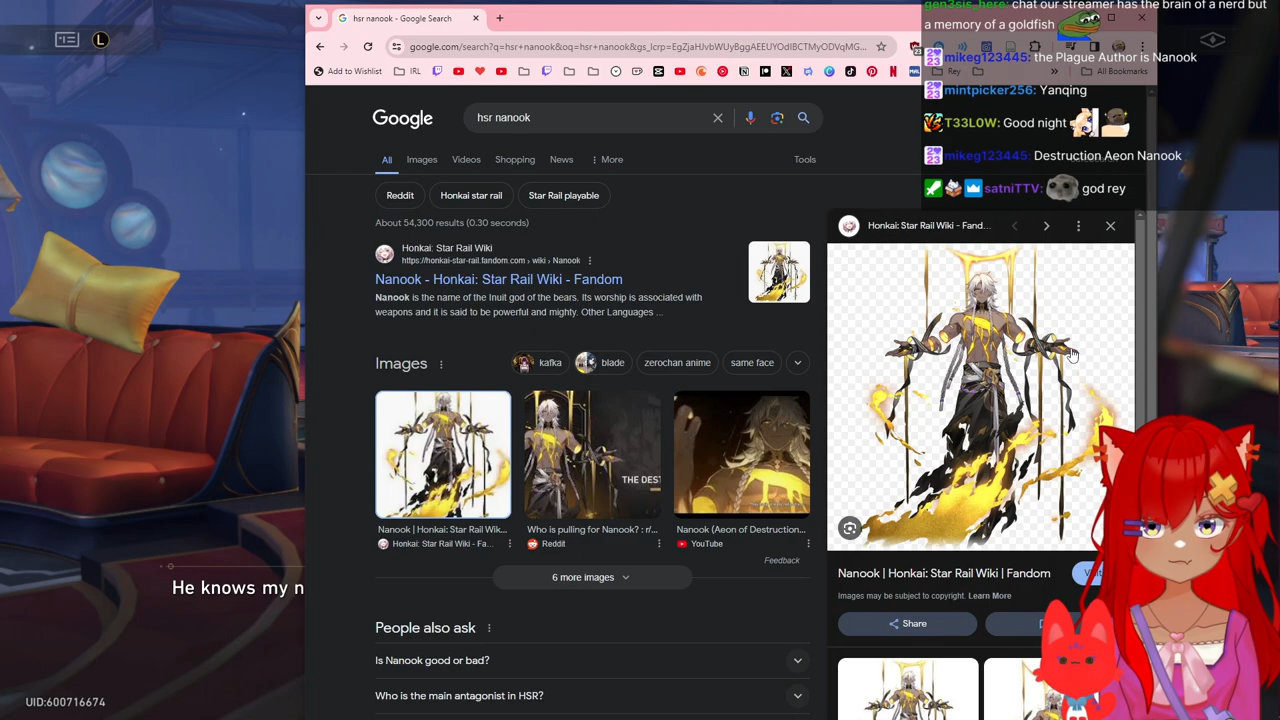 hsr nanook - Google Search
google.com/search?q=hsr+nanook&oq=hsr+nanook&gs_lcrp=EgZjaHJvbWUyBggAEEUYOdIBCTMyODVqMG...
Add to Wishlist
IRL
Rey
All Bookmarks
gen3sis_here: chat our streamer has the brain of a nerd but
a memory of a goldfish
mikeg123445: the Plague Author is Nanook
mintpicker256: Yanqing
T33L0W: Good night
mikeg123445: Destruction Aeon Nanook
satniTTV: god rey
L
Google
hsr nanook
All
Images
Videos
Shopping
News
More
Tools
Reddit
Honkai star rail
Star Rail playable
About 54,300 results (0.30 seconds)
Honkai: Star Rail Wiki
https://honkai-star-rail.fandom.com › wiki › Nanook
Nanook - Honkai: Star Rail Wiki - Fandom
Nanook is the name of the Inuit god of the bears. Its worship is associated with
weapons and it is said to be powerful and mighty. Other Languages ...
Images
kafka
blade
zerochan anime
same face
THE DEST
Nanook | Honkai: Star Rail Wik...
Honkai: Star Rail Wiki - Fa...
Who is pulling for Nanook? : r/...
Reddit
Nanook (Aeon of Destruction...
YouTube
Feedback
6 more images
People also ask
Is Nanook good or bad?
Who is the main antagonist in HSR?
Honkai: Star Rail Wiki - Fand...
Nanook | Honkai: Star Rail Wiki | Fandom
Images may be subject to copyright. Learn More
Share
He knows my n
UID:600716674